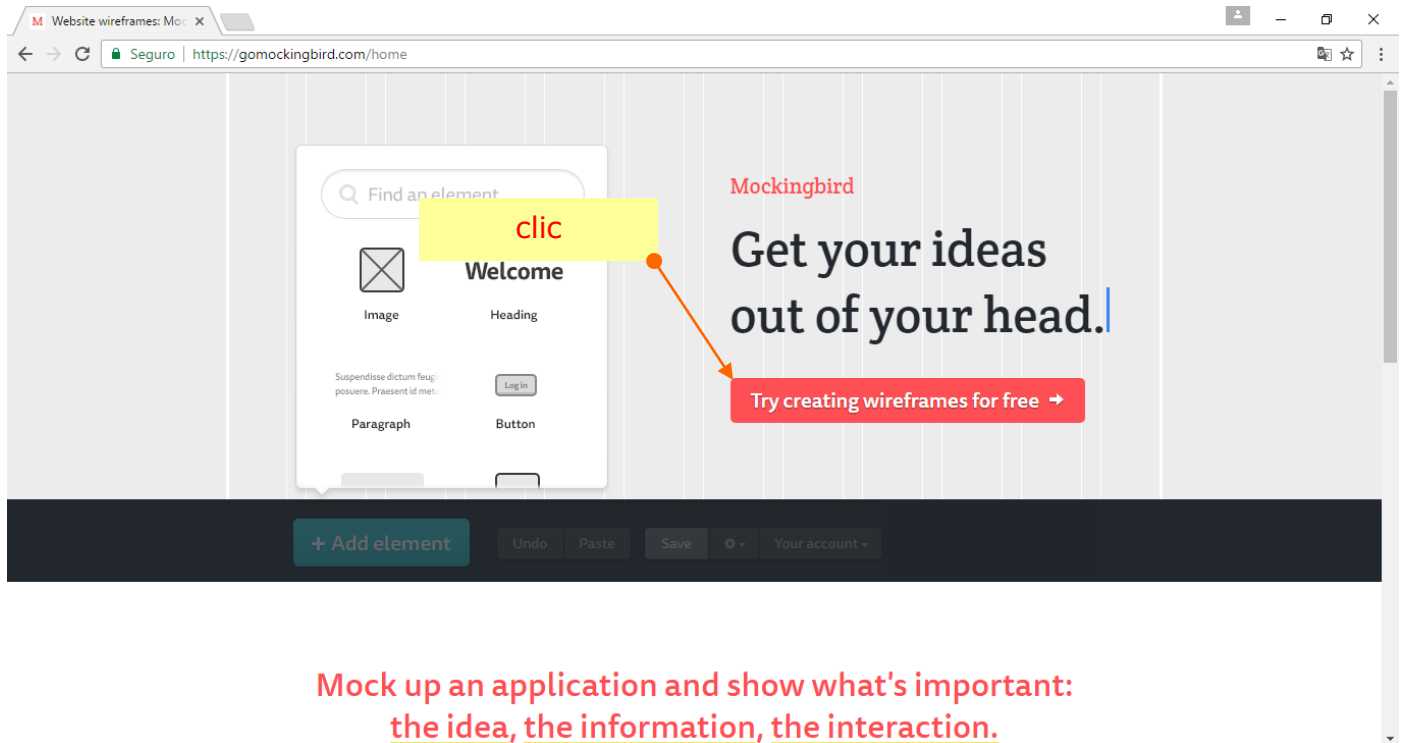 M Website wireframes: Moc
Seguro | https://gomockingbird.com/home
Find an element
clic
Welcome
Image
Heading
Suspendisse dictum feugi
posuere. Praesent id met
Log in
Paragraph
Button
Mockingbird
Get your ideas
out of your head.
Try creating wireframes for free
+ Add element
Undo
Paste
Save
Your account
Mock up an application and show what's important:
the idea, the information, the interaction.